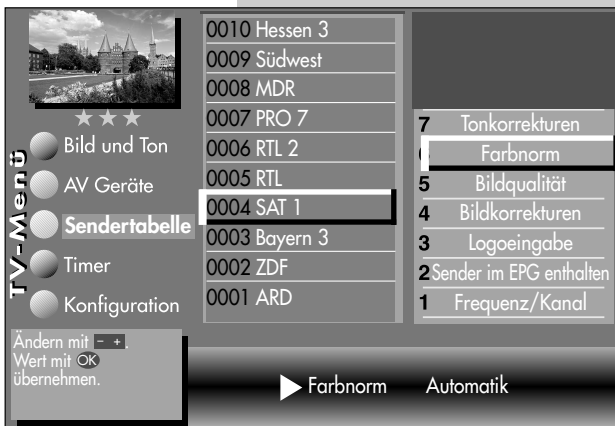 TV-Menü
Bild und Ton
AV Geräte
Sendertabelle
Timer
Konfiguration
0010 Hessen 3
0009 Südwest
0008 MDR
0007 PRO 7
0006 RTL 2
0005 RTL
0004 SAT 1
0003 Bayern 3
0002 ZDF
0001 ARD
7 Tonkorrekturen
6 Farbnorm
5 Bildqualität
4 Bildkorrekturen
3 Logoeingabe
2 Sender im EPG enthalten
1 Frequenz/Kanal
Ändern mit - + .
Wert mit OK
übernehmen.
Farbnorm Automatik